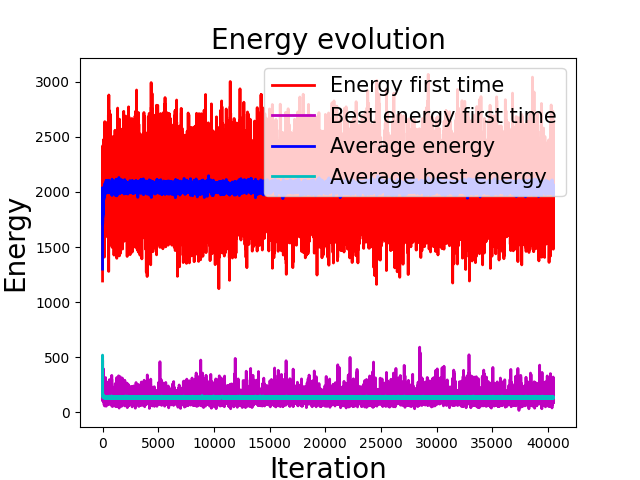 Energy evolution
Energy first time
Best energy first time
Average energy
Average best energy
Energy
3000
2500
2000
1500
1000
500
0
0 5000 10000 15000 20000 25000 30000 35000 40000
Iteration